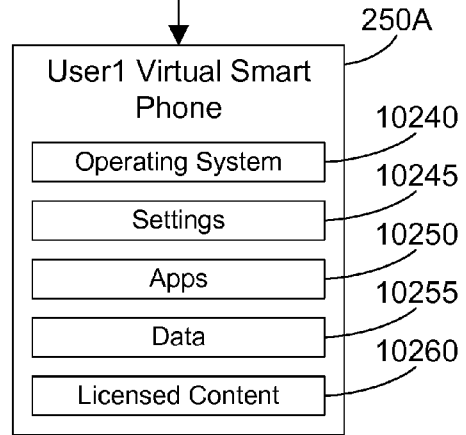 250A
User1 Virtual Smart
Phone
10240
Operating System
10245
Settings
10250
Apps
10255
Data
10260
Licensed Content